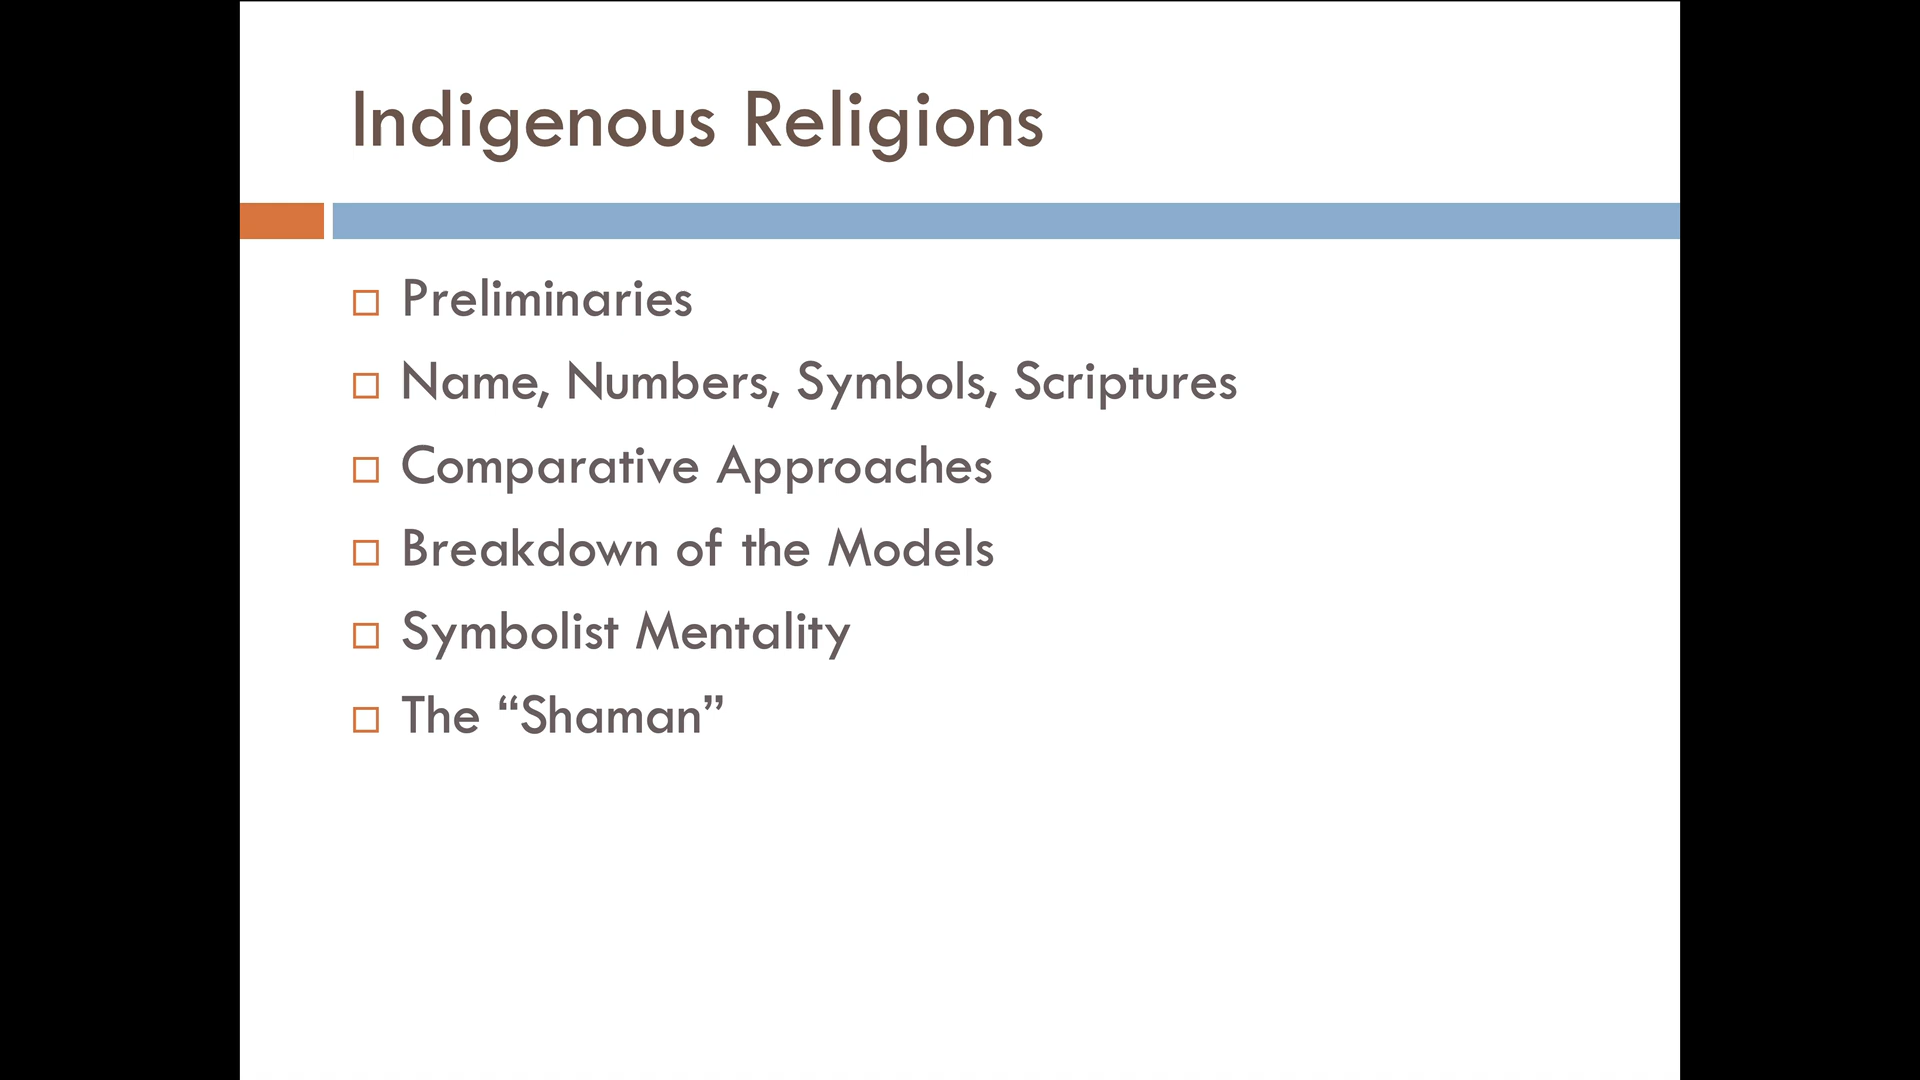 Indigenous Religions
Preliminaries
Name, Numbers, Symbols, Scriptures
Comparative Approaches
Breakdown of the Models
Symbolist Mentality
The “Shaman”